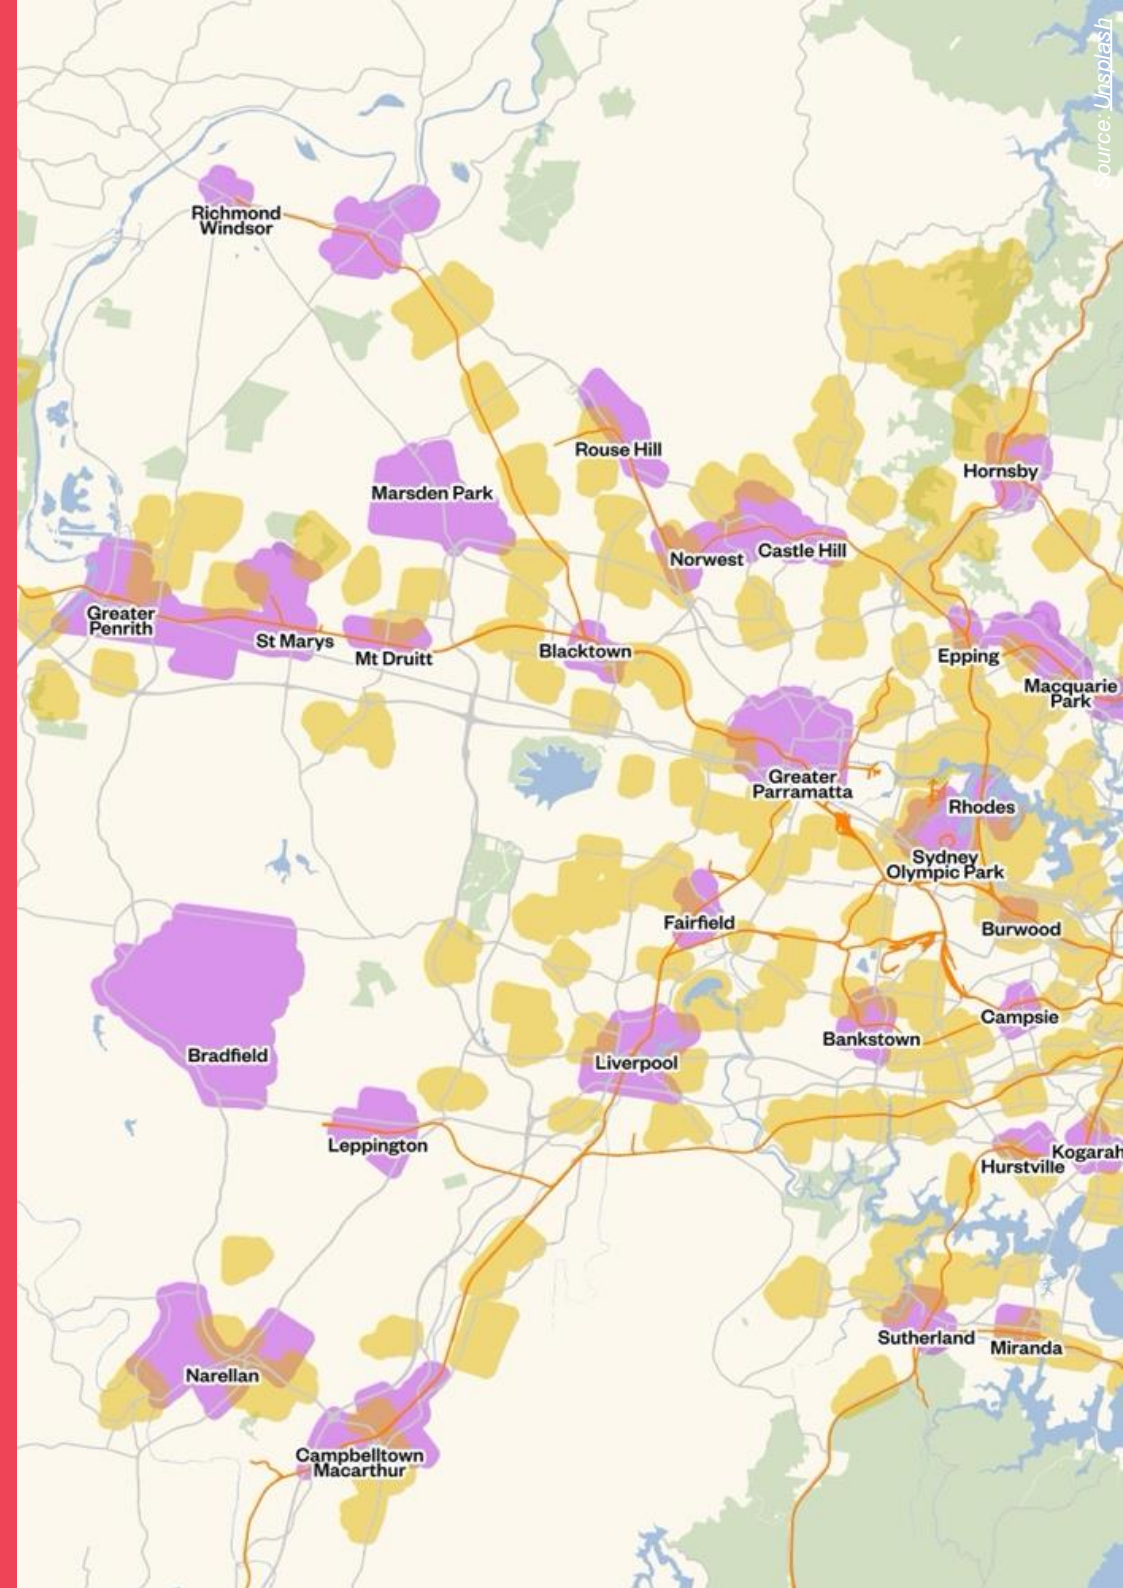 Source: Unsplash
Richmond
Windsor
Rouse Hill
Hornsby
Marsden Park
Norwest
Castle Hill
Greater
Penrith
St Marys
Mt Druitt
Blacktown
Epping
Macquarie
Park
Greater
Parramatta
Rhodes
Sydney
Olympic Park
Fairfield
Burwood
Campsie
Bankstown
Bradfield
Liverpool
Leppington
Kogarah
Hurstville
Sutherland
Miranda
Narellan
Campbelltown
Macarthur